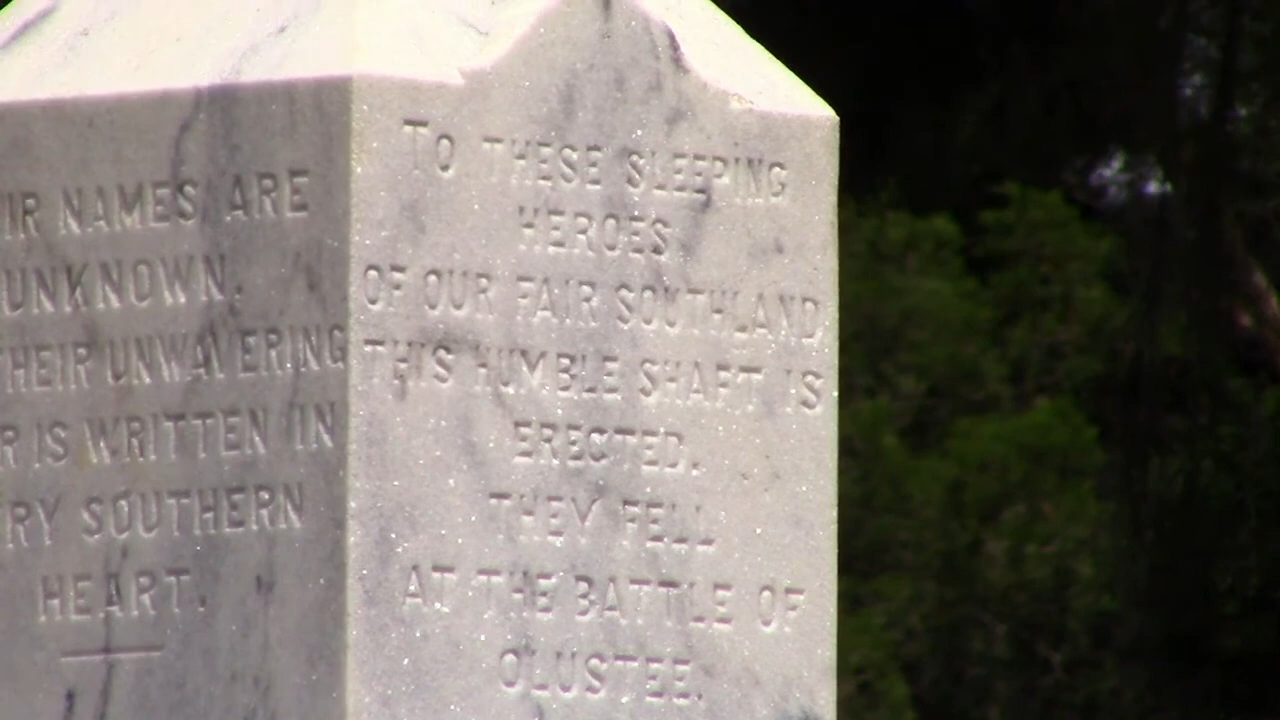 IR NAMES ARE
UNKNOWN.
THEIR UNWAVERING
R IS WRITTEN IN
RY SOUTHERN
HEART.
TO THESE SLEEPING
HEROES
OF OUR FAIR SOUTHLAND
THIS HUMBLE SHAFT IS
ERECTED.
THEY FELL
AT THE BATTLE OF
OLUSTEE.